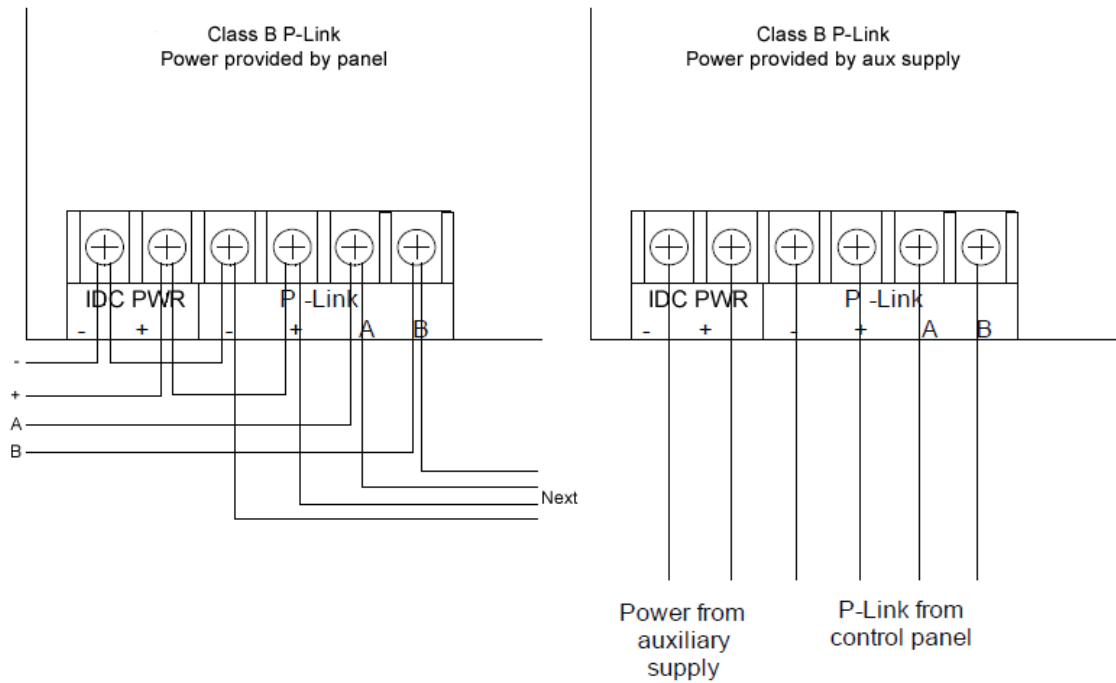 Class B P-Link
Power provided by panel
IDC PWR
P -Link
- + - + A B
-
+
A
B
Next
Class B P-Link
Power provided by aux supply
IDC PWR
P -Link
- + - + A B
Power from
auxiliary
supply
P-Link from
control panel